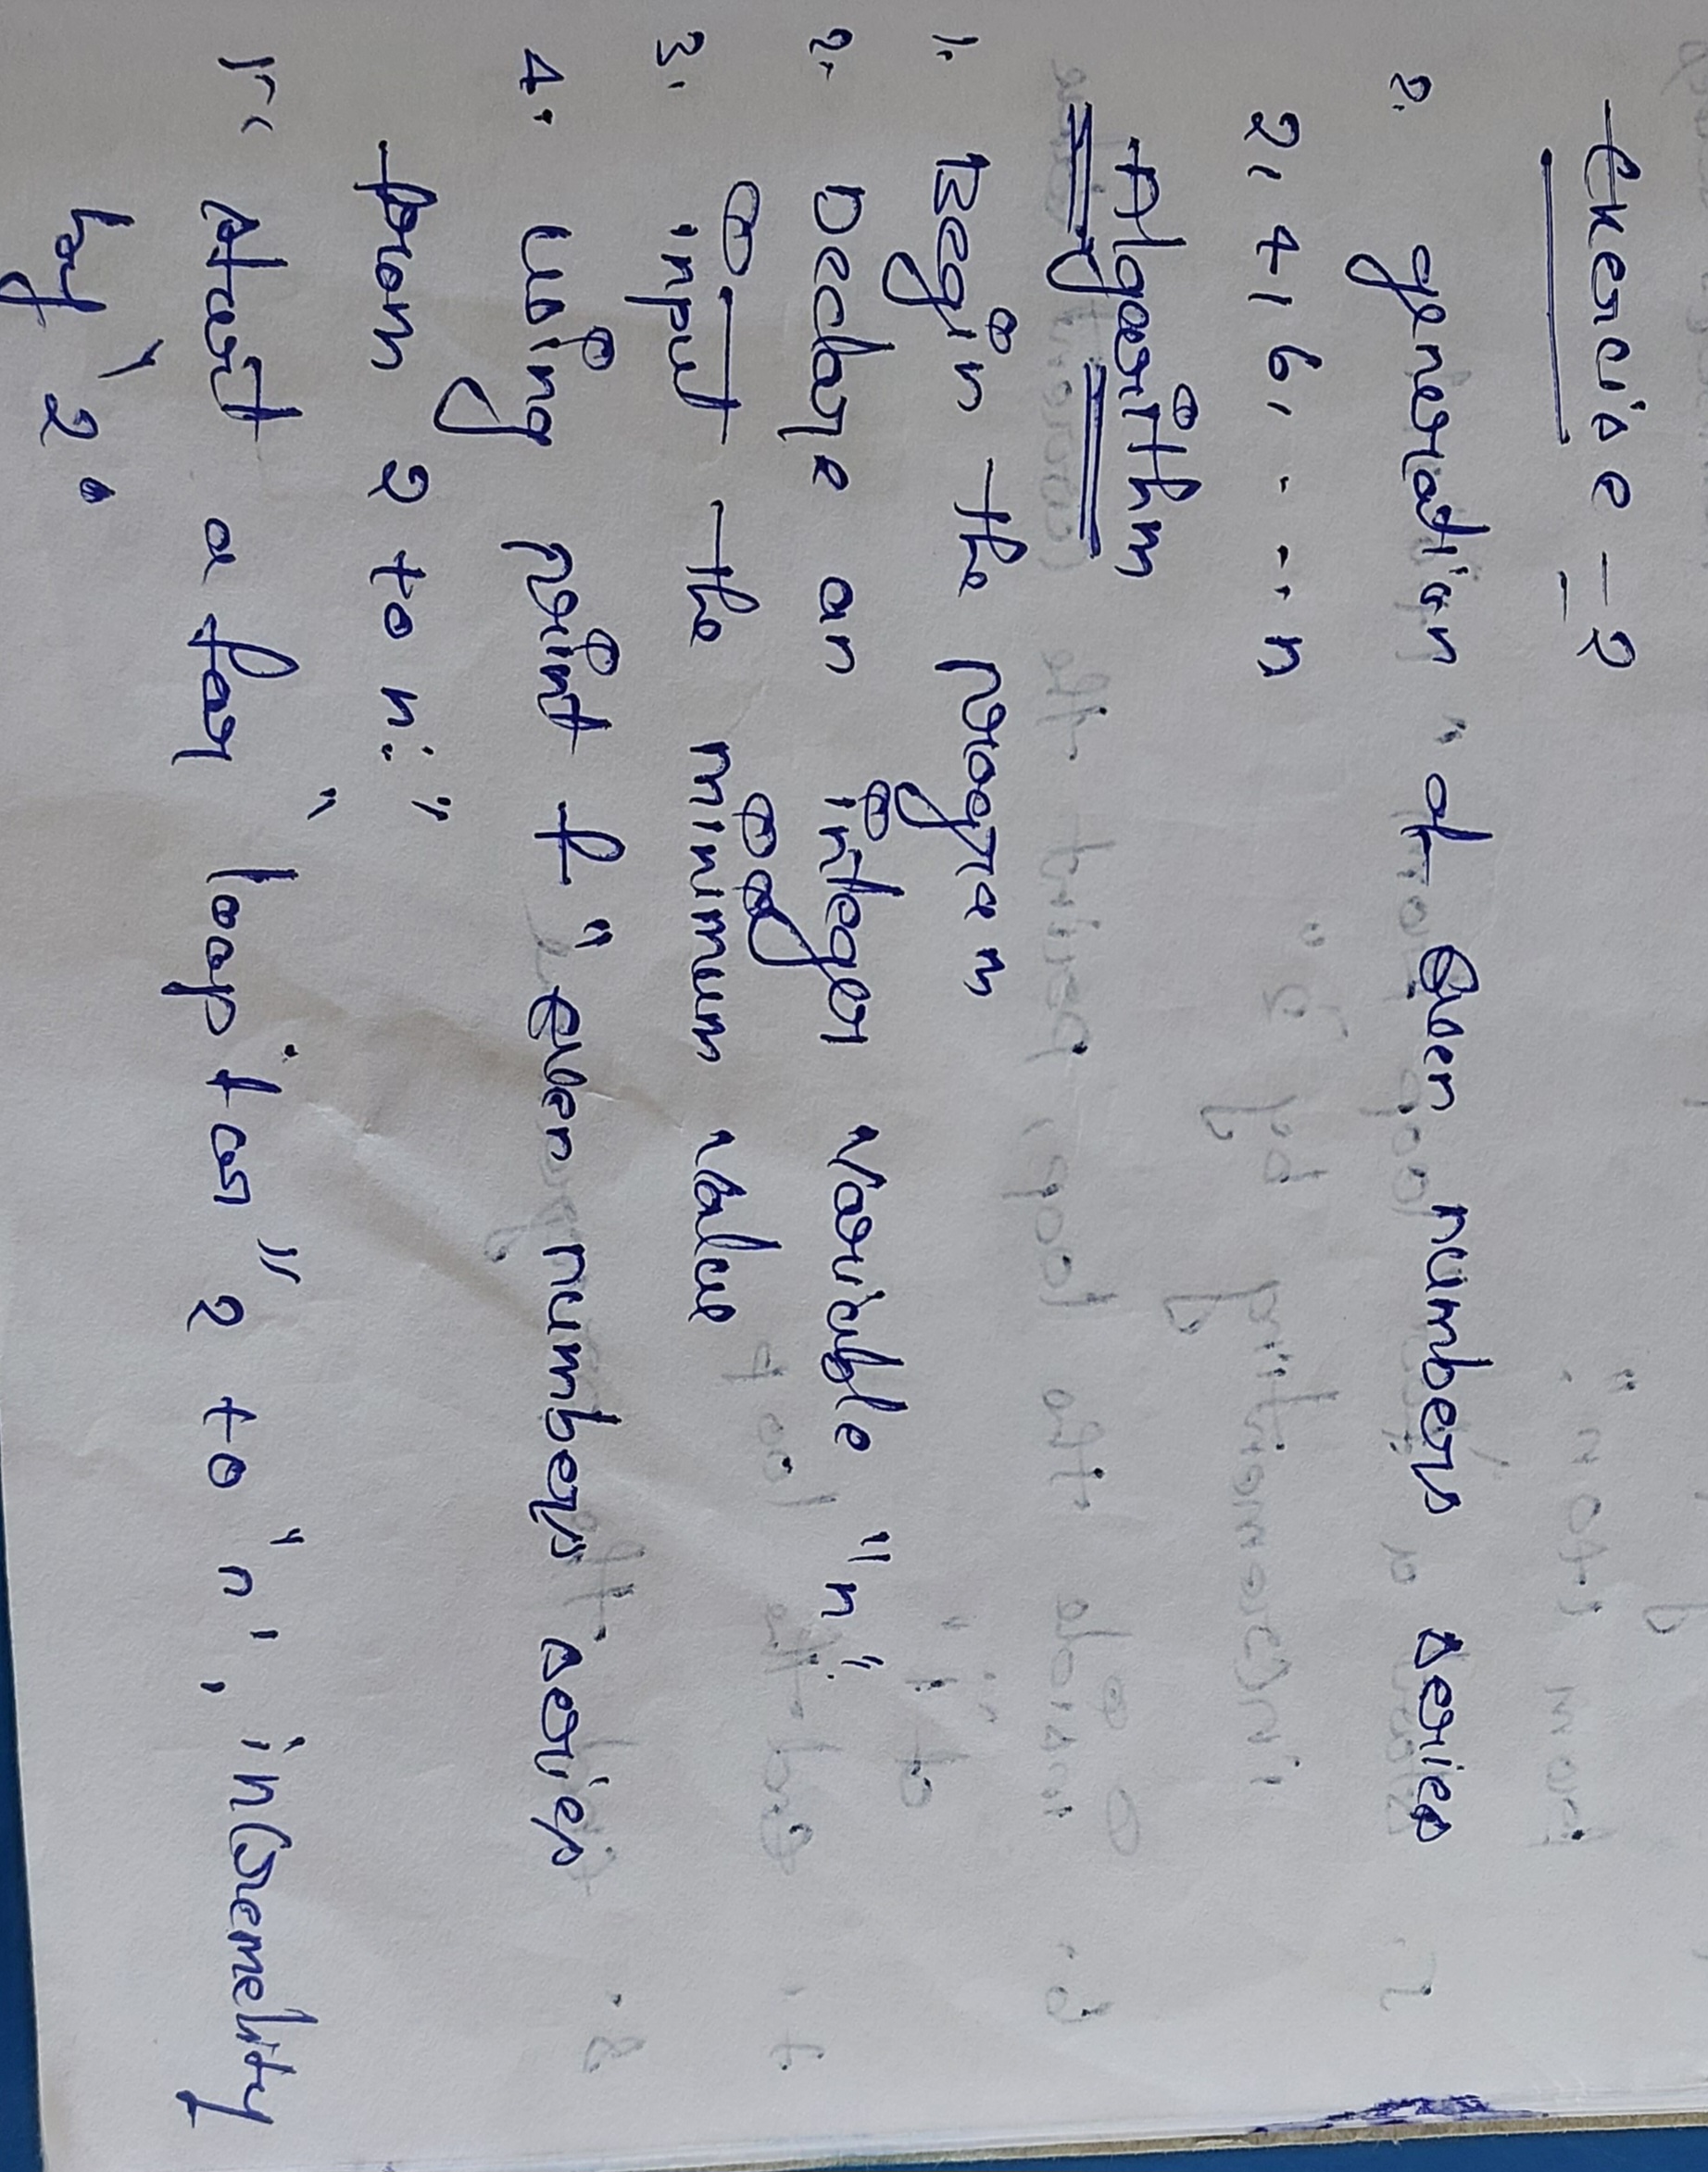 Exercise - 2
2. generation of Even numbers series
2, 4, 6, ....n
Algorithm
1. Begin the program
2. Declare an integer variable "n".
3. input the minimum value
4. using print f "even numbers series
from 2 to n:"
start a for "loop for" 2 to "n", incremelity
by '2.